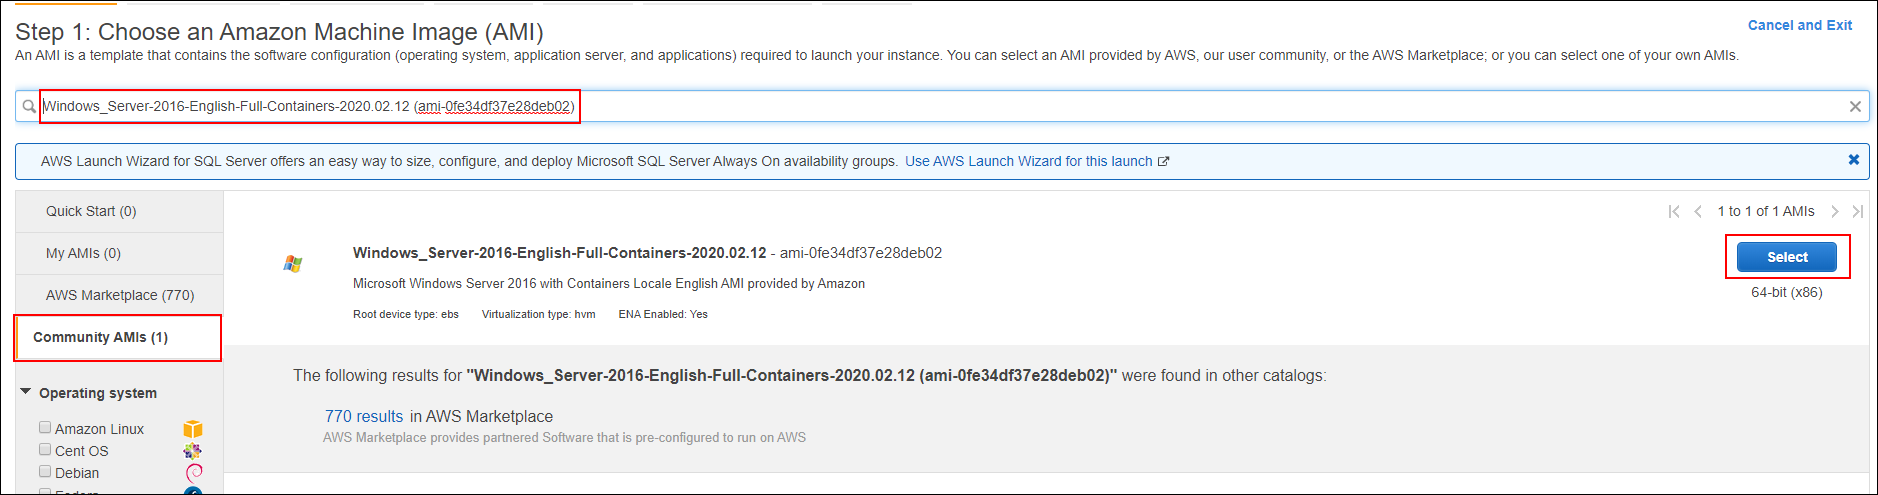 Step 1: Choose an Amazon Machine Image (AMI)
Cancel and Exit
An AMI is a template that contains the software configuration (operating system, application server, and applications) required to launch your instance. You can select an AMI provided by AWS, our user community, or the AWS Marketplace; or you can select one of your own AMIs.
Windows_Server-2016-English-Full-Containers-2020.02.12 (ami-0fe34df37e28deb02)
AWS Launch Wizard for SQL Server offers an easy way to size, configure, and deploy Microsoft SQL Server Always On availability groups. Use AWS Launch Wizard for this launch
Quick Start (0)
My AMIs (0)
AWS Marketplace (770)
Community AMIs (1)
Operating system
Amazon Linux
Cent OS
Debian
Fedora
1 to 1 of 1 AMIs
Windows_Server-2016-English-Full-Containers-2020.02.12 - ami-0fe34df37e28deb02
Select
Microsoft Windows Server 2016 with Containers Locale English AMI provided by Amazon
64-bit (x86)
Root device type: ebs Virtualization type: hvm ENA Enabled: Yes
The following results for "Windows_Server-2016-English-Full-Containers-2020.02.12 (ami-0fe34df37e28deb02)" were found in other catalogs:
770 results in AWS Marketplace
AWS Marketplace provides partnered Software that is pre-configured to run on AWS